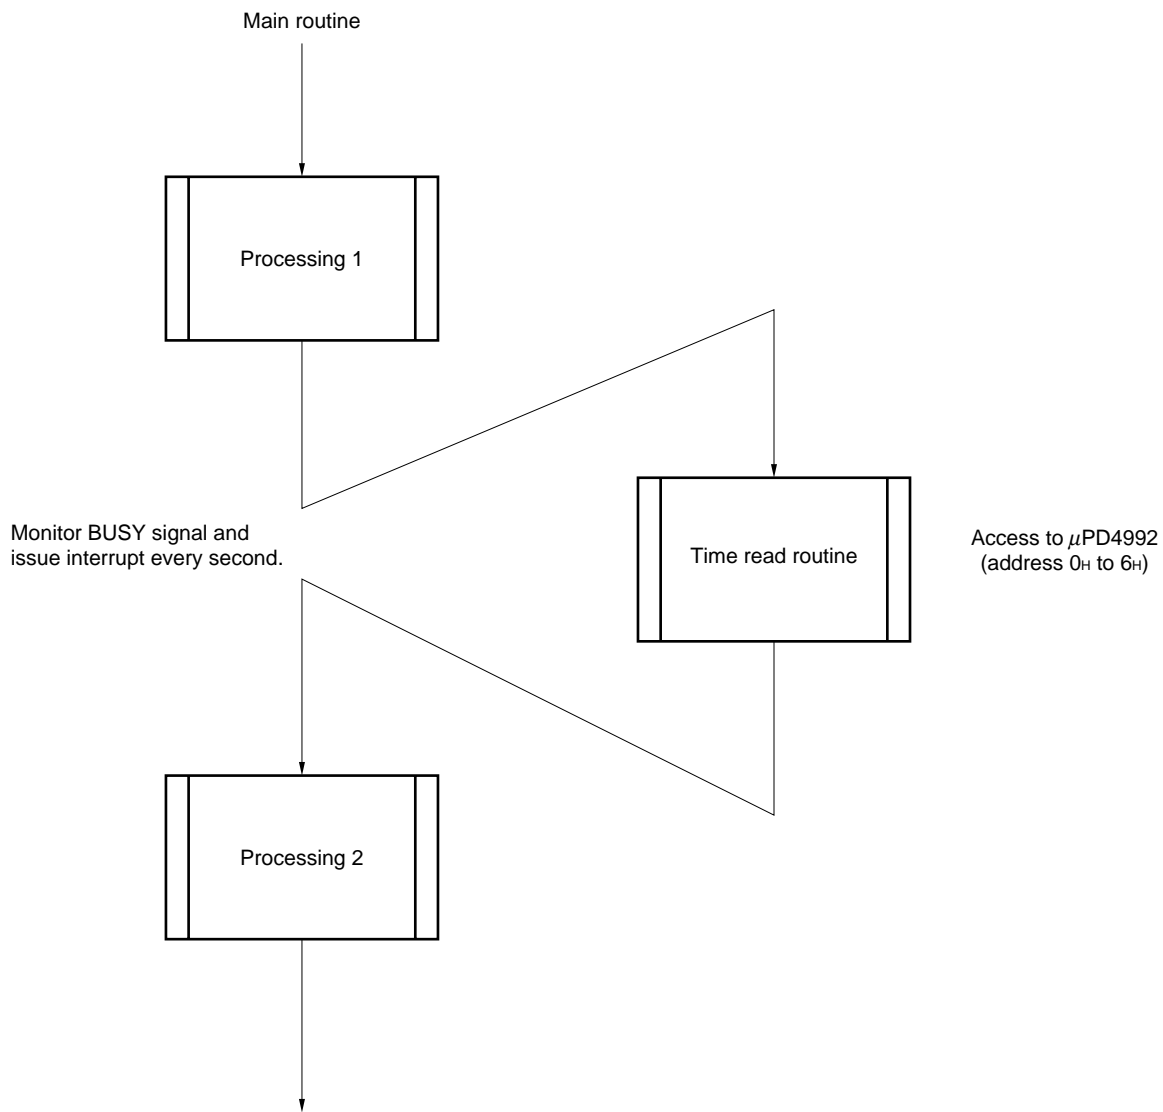 Main routine
Processing 1
Monitor BUSY signal and
issue interrupt every second.
Time read routine
Access to μPD4992
(address 0H to 6H)
Processing 2